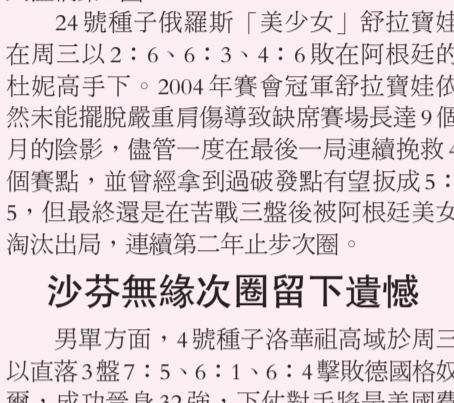 24號種子俄羅斯「美少女」舒拉寶娃
在周三以2：6、6：3、4：6敗在阿根廷的
杜妮高手下。2004年賽會冠軍舒拉寶娃依
然未能擺脫嚴重肩傷導致缺席賽場長達9個
月的陰影，儘管一度在最後一局連續挽救4
個賽點，並曾經拿到過破發點有望扳成5：
5，但最終還是在苦戰三盤後被阿根廷美女
淘汰出局，連續第二年止步次圈。
沙芬無緣次圈留下遺憾
男單方面，4號種子洛華祖高域於周三
以直落3盤7：5、6：1、6：4擊敗德國格奴
爾，成功晉身32強，下仗對手將是美國費